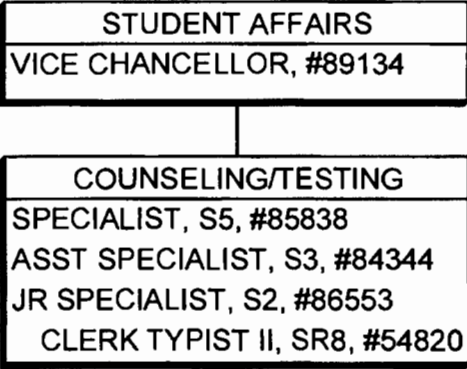 STUDENT AFFAIRS
VICE CHANCELLOR, #89134
COUNSELING/TESTING
SPECIALIST, S5, #85838
ASST SPECIALIST, S3, #84344
JR SPECIALIST, S2, #86553
CLERK TYPIST II, SR8, #54820